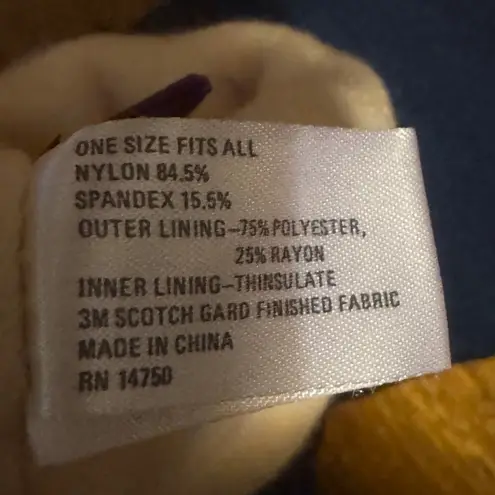 ONE SIZE FITS ALL
NYLON 84.5%
SPANDEX 15.5%
OUTER LINING-75% POLYESTER,
25% RAYON
INNER LINING-THINSULATE
3M SCOTCH GARD FINISHED FABRIC
MADE IN CHINA
RN 14750